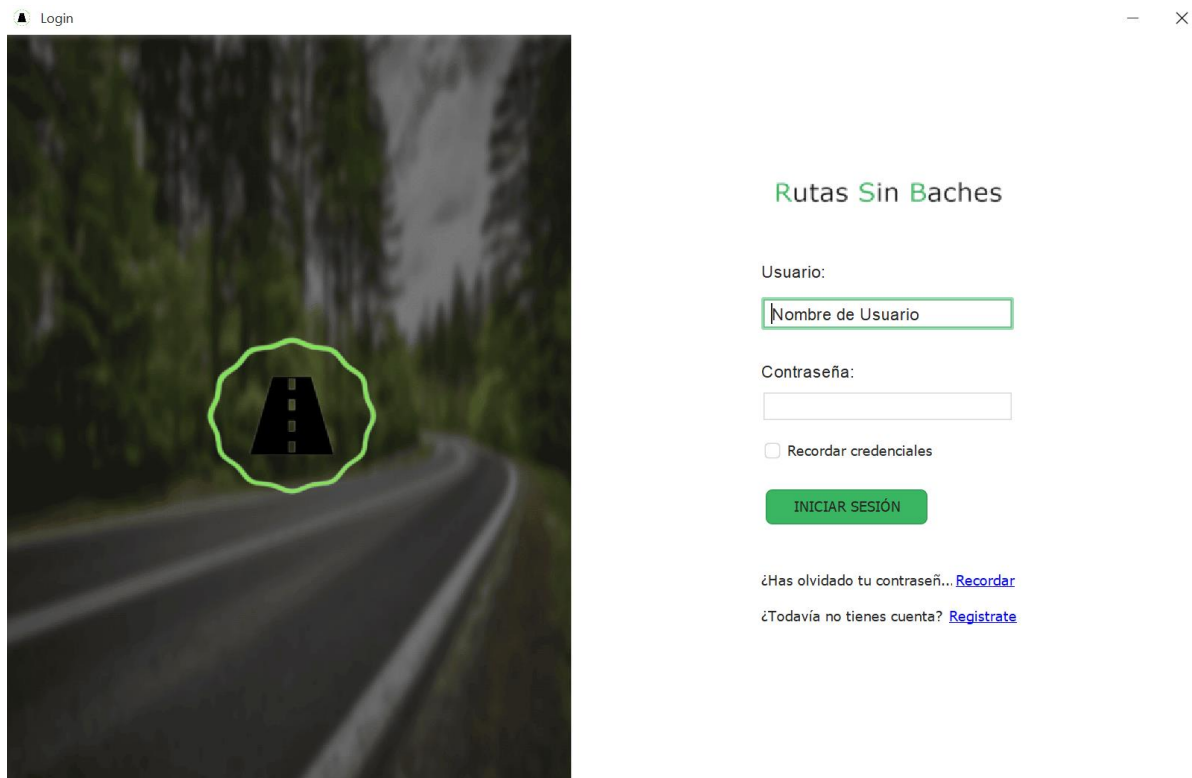 Login
Rutas Sin Baches
Usuario:
Nombre de Usuario
Contraseña:
Recordar credenciales
INICIAR SESIÓN
¿Has olvidado tu contraseñ... Recordar
¿Todavía no tienes cuenta? Registrate